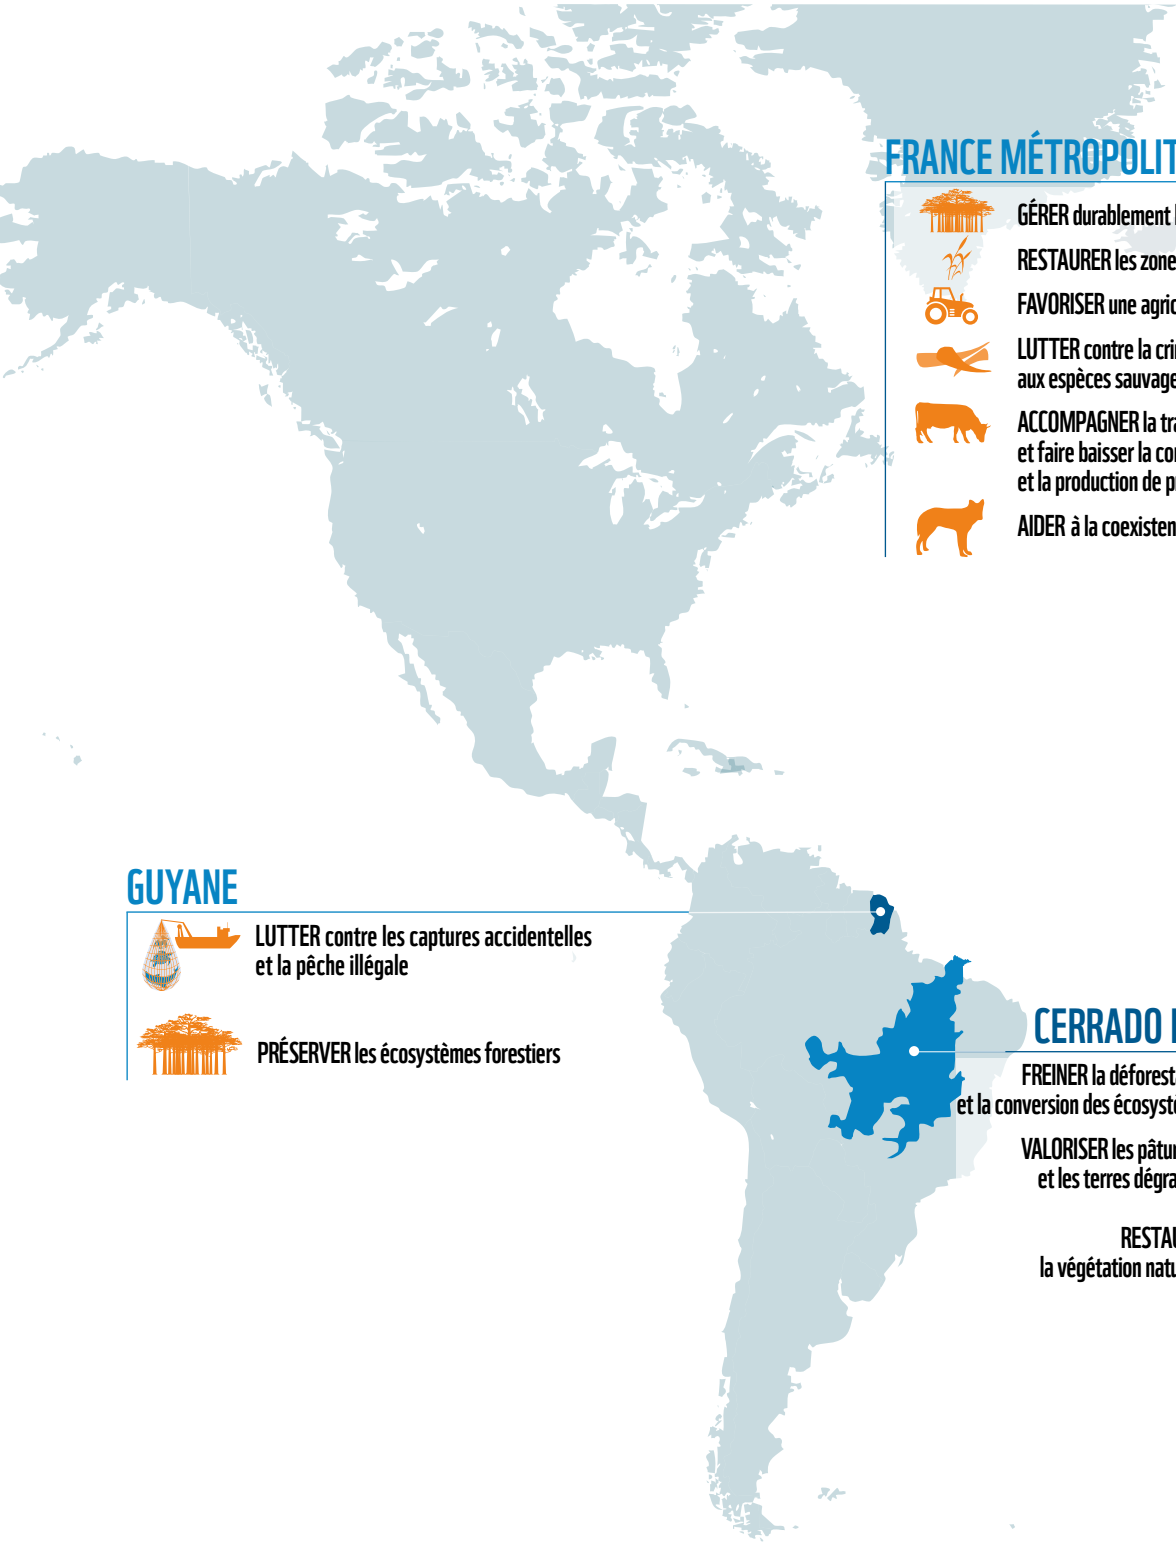 FRANCE MÉTROPOLIT
GÉRER durablement
RESTAURER les zone
FAVORISER une agric
LUTTER contre la cri
aux espèces sauvage
ACCOMPAGNER la tra
et faire baisser la co
et la production de p
AIDER à la coexisten
GUYANE
LUTTER contre les captures accidentelles
et la pêche illégale
PRÉSERVER les écosystèmes forestiers
CERRADO
FREINER la déforest
et la conversion des écosyst
VALORISER les pâtur
et les terres dégra
RESTAU
la végétation natu